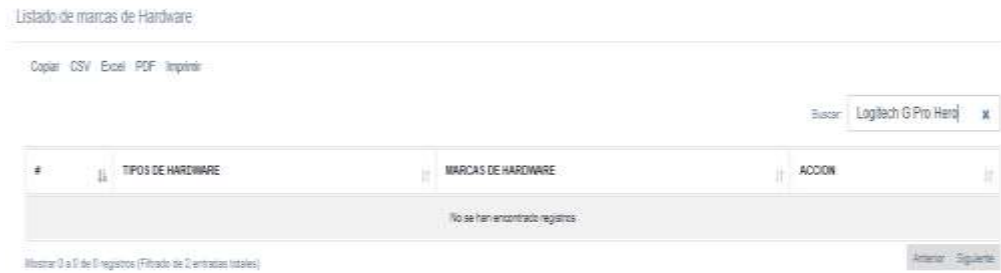 Listado de marcas de Hardware
Copiar CSV Excel PDF Imprimir
Buscar: Logitech G Pro Hero x
# TIPOS DE HARDWARE MARCAS DE HARDWARE ACCION
No se han encontrado registros
Mostrar 0 a 0 de 0 registros (Filtrado de 2 entradas totales)
Anterior Siguiente